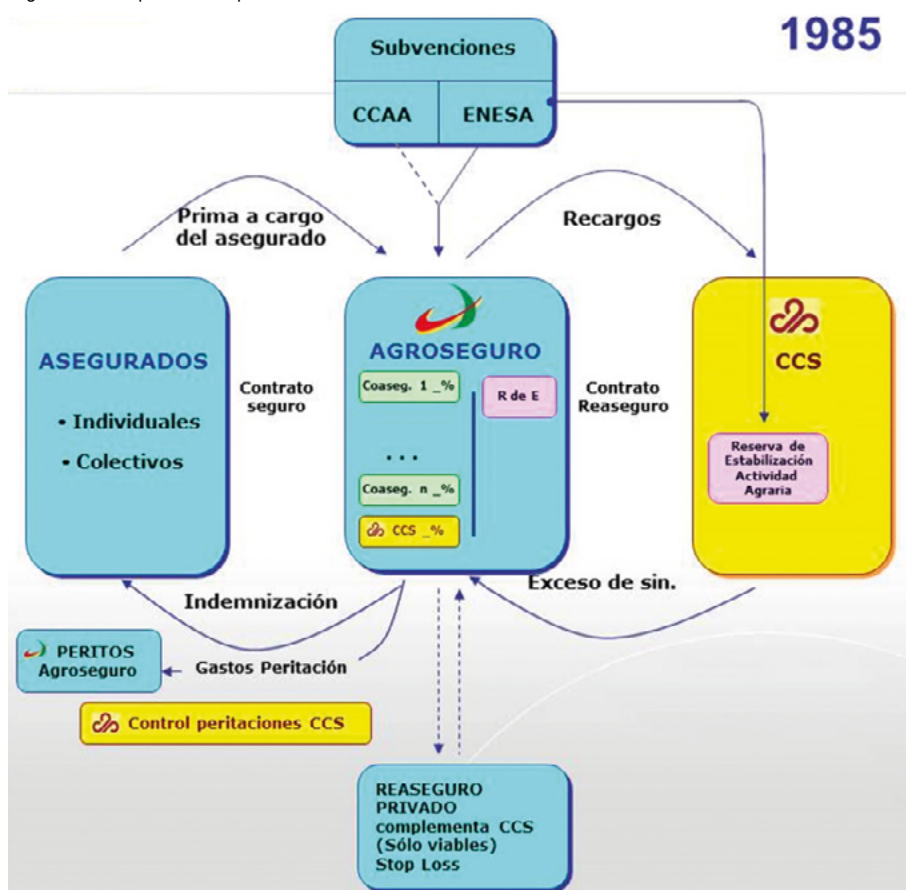 1985
Subvenciones
CCAA
ENESA
Prima a cargo
del asegurado
Recargos
ASEGURADOS
• Individuales
• Colectivos
Contrato
seguro
AGROSEGURO
Coaseg. 1 _%
R de E
...
Coaseg. n _%
CCS _%
Contrato
Reaseguro
CCS
Reserva de
Estabilización
Actividad
Agraria
Indemnización
Exceso de sin.
PERITOS
Agroseguro
Gastos Peritación
Control peritaciones CCS
REASEGURO
PRIVADO
complementa CCS
(Sólo viables)
Stop Loss